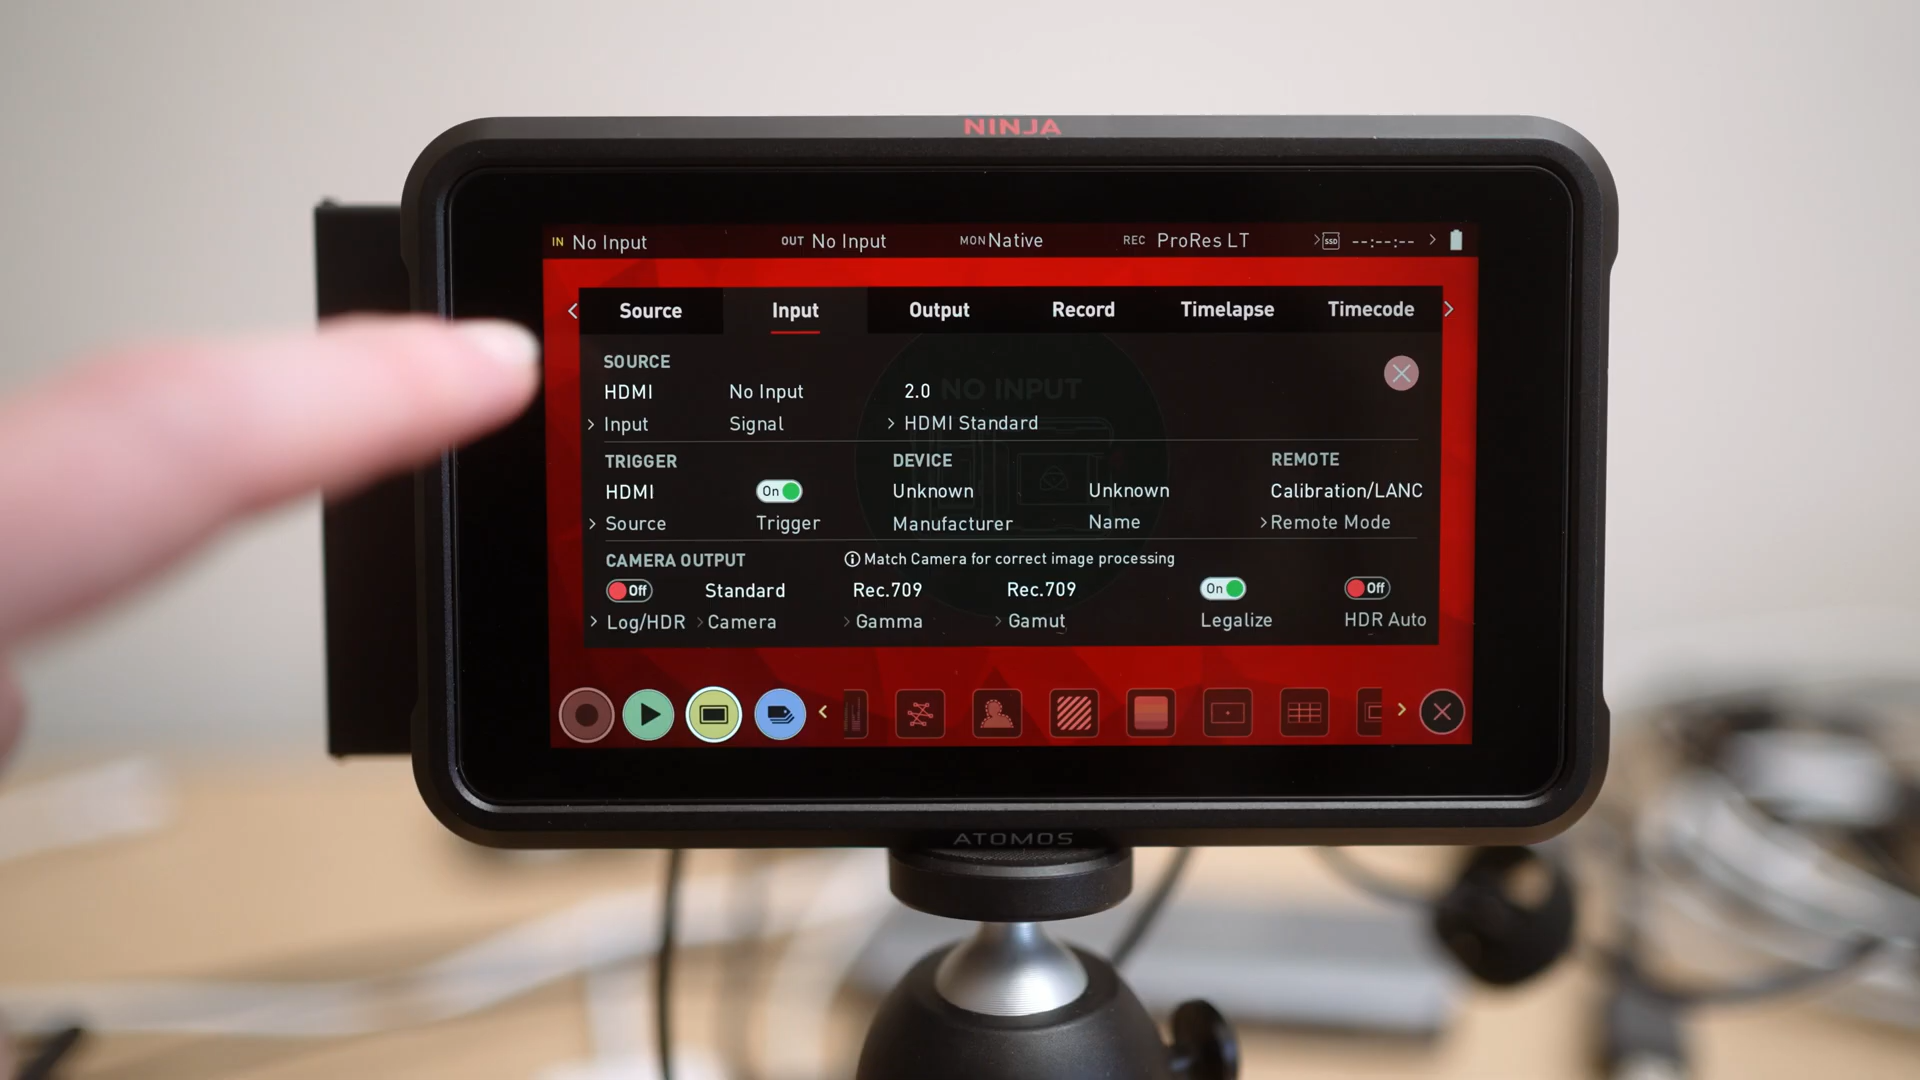 NINJA
IN No Input OUT No Input MON Native REC ProRes LT SSD --:--:--
Source Input Output Record Timelapse Timecode
SOURCE
HDMI No Input 2.0
NO INPUT
Input Signal HDMI Standard
TRIGGER DEVICE REMOTE
HDMI On Unknown Unknown Calibration/LANC
Source Trigger Manufacturer Name Remote Mode
CAMERA OUTPUT Match Camera for correct image processing
Off Standard Rec.709 Rec.709 On Off
Log/HDR Camera Gamma Gamut Legalize HDR Auto
ATOMOS